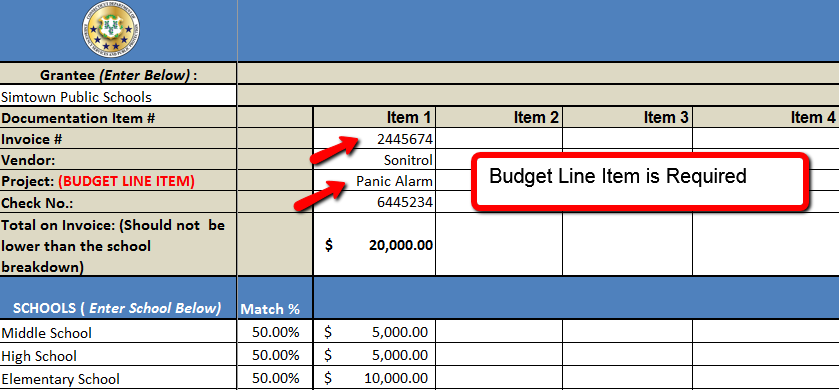 Grantee (Enter Below) :
Simtown Public Schools
Documentation Item # Item 1 Item 2 Item 3 Item 4
Invoice # 2445674
Vendor: Sonitrol
Project: (BUDGET LINE ITEM) Panic Alarm
Budget Line Item is Required
Check No.: 6445234
Total on Invoice: (Should not be
lower than the school $ 20,000.00
breakdown)
SCHOOLS ( Enter School Below) Match %
Middle School 50.00% $ 5,000.00
High School 50.00% $ 5,000.00
Elementary School 50.00% $ 10,000.00